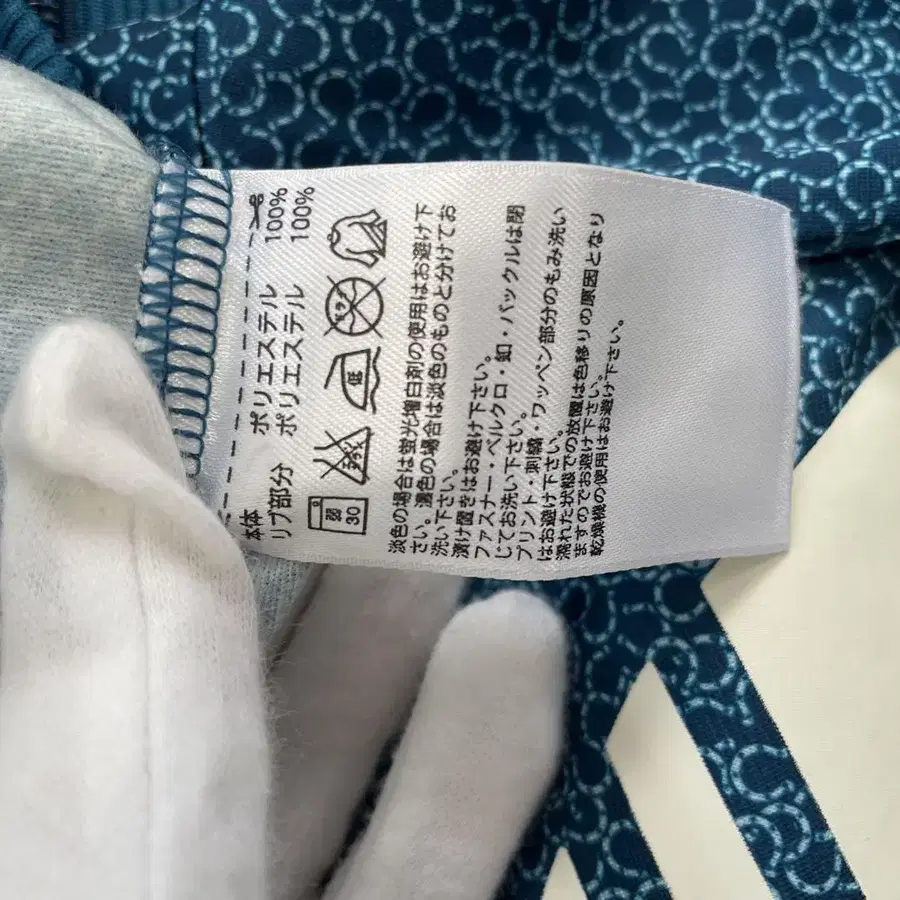 本体 ポリエステル 100%
リブ部分 ポリエステル 100%
弱
30
低
淡色の場合は蛍光増白剤の使用はお避け下
さい。濃色の場合は淡色のものと分けてお
洗い下さい。
漬け置きはお避け下さい。
ファスナー・ベルクロ・釦・バックルは閉
じてお洗い下さい。
プリント・刺繍・ワッペン部分のもみ洗い
はお避け下さい。
濡れた状態での放置は色移りの原因となり
ますのでお避け下さい。
乾燥機の使用はお避け下さい。